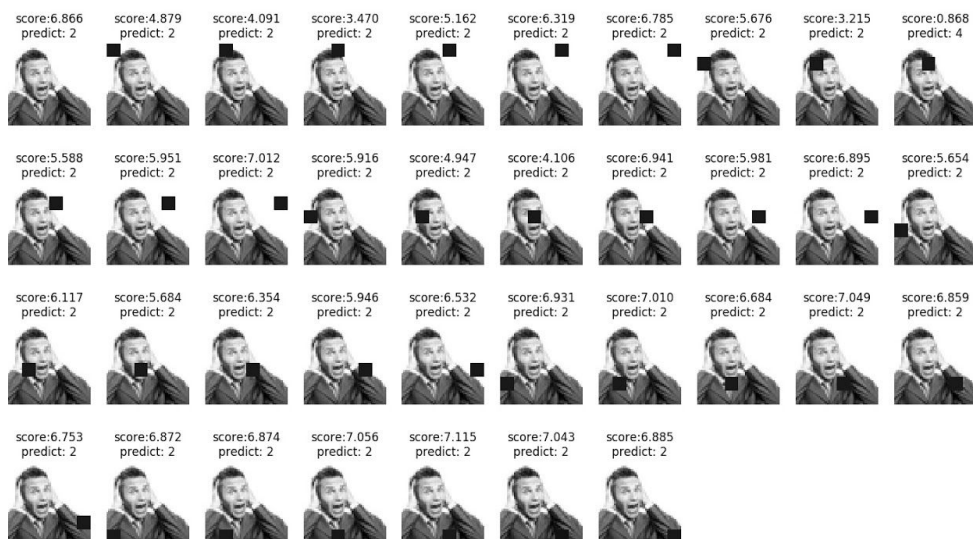 score:6.866 score:4.879 score:4.091 score:3.470 score:5.162 score:6.319 score:6.785 score:5.676 score:3.215 score:0.868
predict: 2 predict: 2 predict: 2 predict: 2 predict: 2 predict: 2 predict: 2 predict: 2 predict: 2 predict: 4
score:5.588 score:5.951 score:7.012 score:5.916 score:4.947 score:4.106 score:6.941 score:5.981 score:6.895 score:5.654
predict: 2 predict: 2 predict: 2 predict: 2 predict: 2 predict: 2 predict: 2 predict: 2 predict: 2 predict: 2
score:6.117 score:5.684 score:6.354 score:5.946 score:6.532 score:6.931 score:7.010 score:6.684 score:7.049 score:6.859
predict: 2 predict: 2 predict: 2 predict: 2 predict: 2 predict: 2 predict: 2 predict: 2 predict: 2 predict: 2
score:6.753 score:6.872 score:6.874 score:7.056 score:7.115 score:7.043 score:6.885
predict: 2 predict: 2 predict: 2 predict: 2 predict: 2 predict: 2 predict: 2